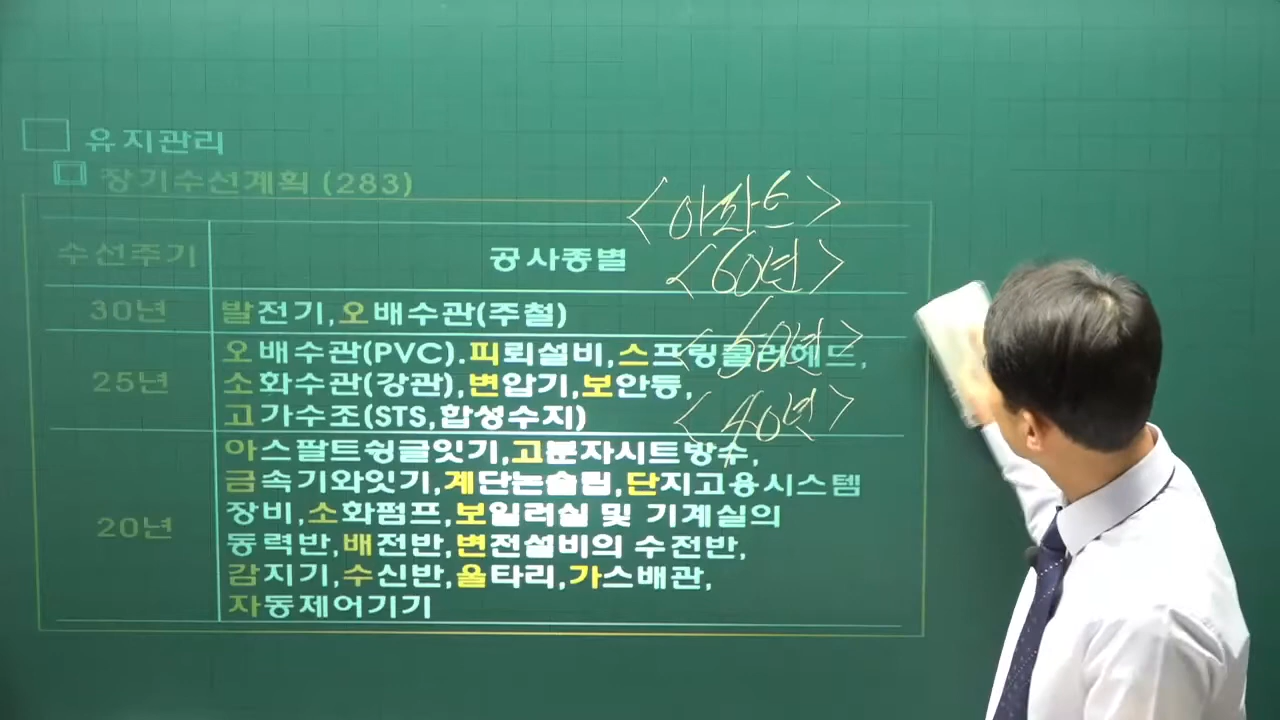 유지관리
장기수선계획 (283)
수선주기
공사종별
30년
발전기,오배수관(주철)
25년
오배수관(PVC).피뢰설비,스프링클러헤드,
소화수관(강관),변압기,보안등,
고가수조(STS,합성수지)
20년
아스팔트슁글잇기,고분자시트방수,
금속기와잇기,계단논슬립,단지공용시스템
장비,소화펌프,보일러실 및 기계실의
동력반,배전반,변전설비의 수전반,
감지기,수신반,울타리,가스배관,
자동제어기기
<아파트>
<60년>
<50년>
<40년>